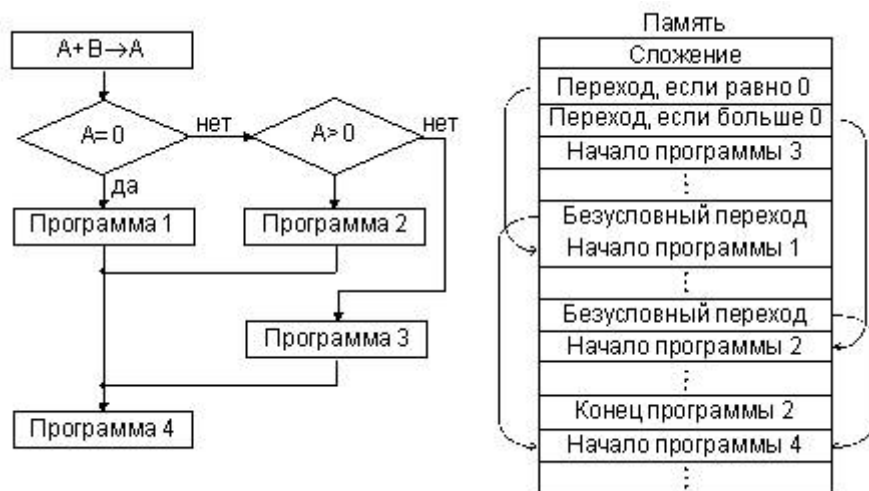 A+B→A
A=0
нет
A>0
нет
да
Программа 1
Программа 2
Программа 3
Программа 4
Память
Сложение
Переход, если равно 0
Переход, если больше 0
Начало программы 3
⋮
Безусловный переход
Начало программы 1
⋮
Безусловный переход
Начало программы 2
⋮
Конец программы 2
Начало программы 4
⋮